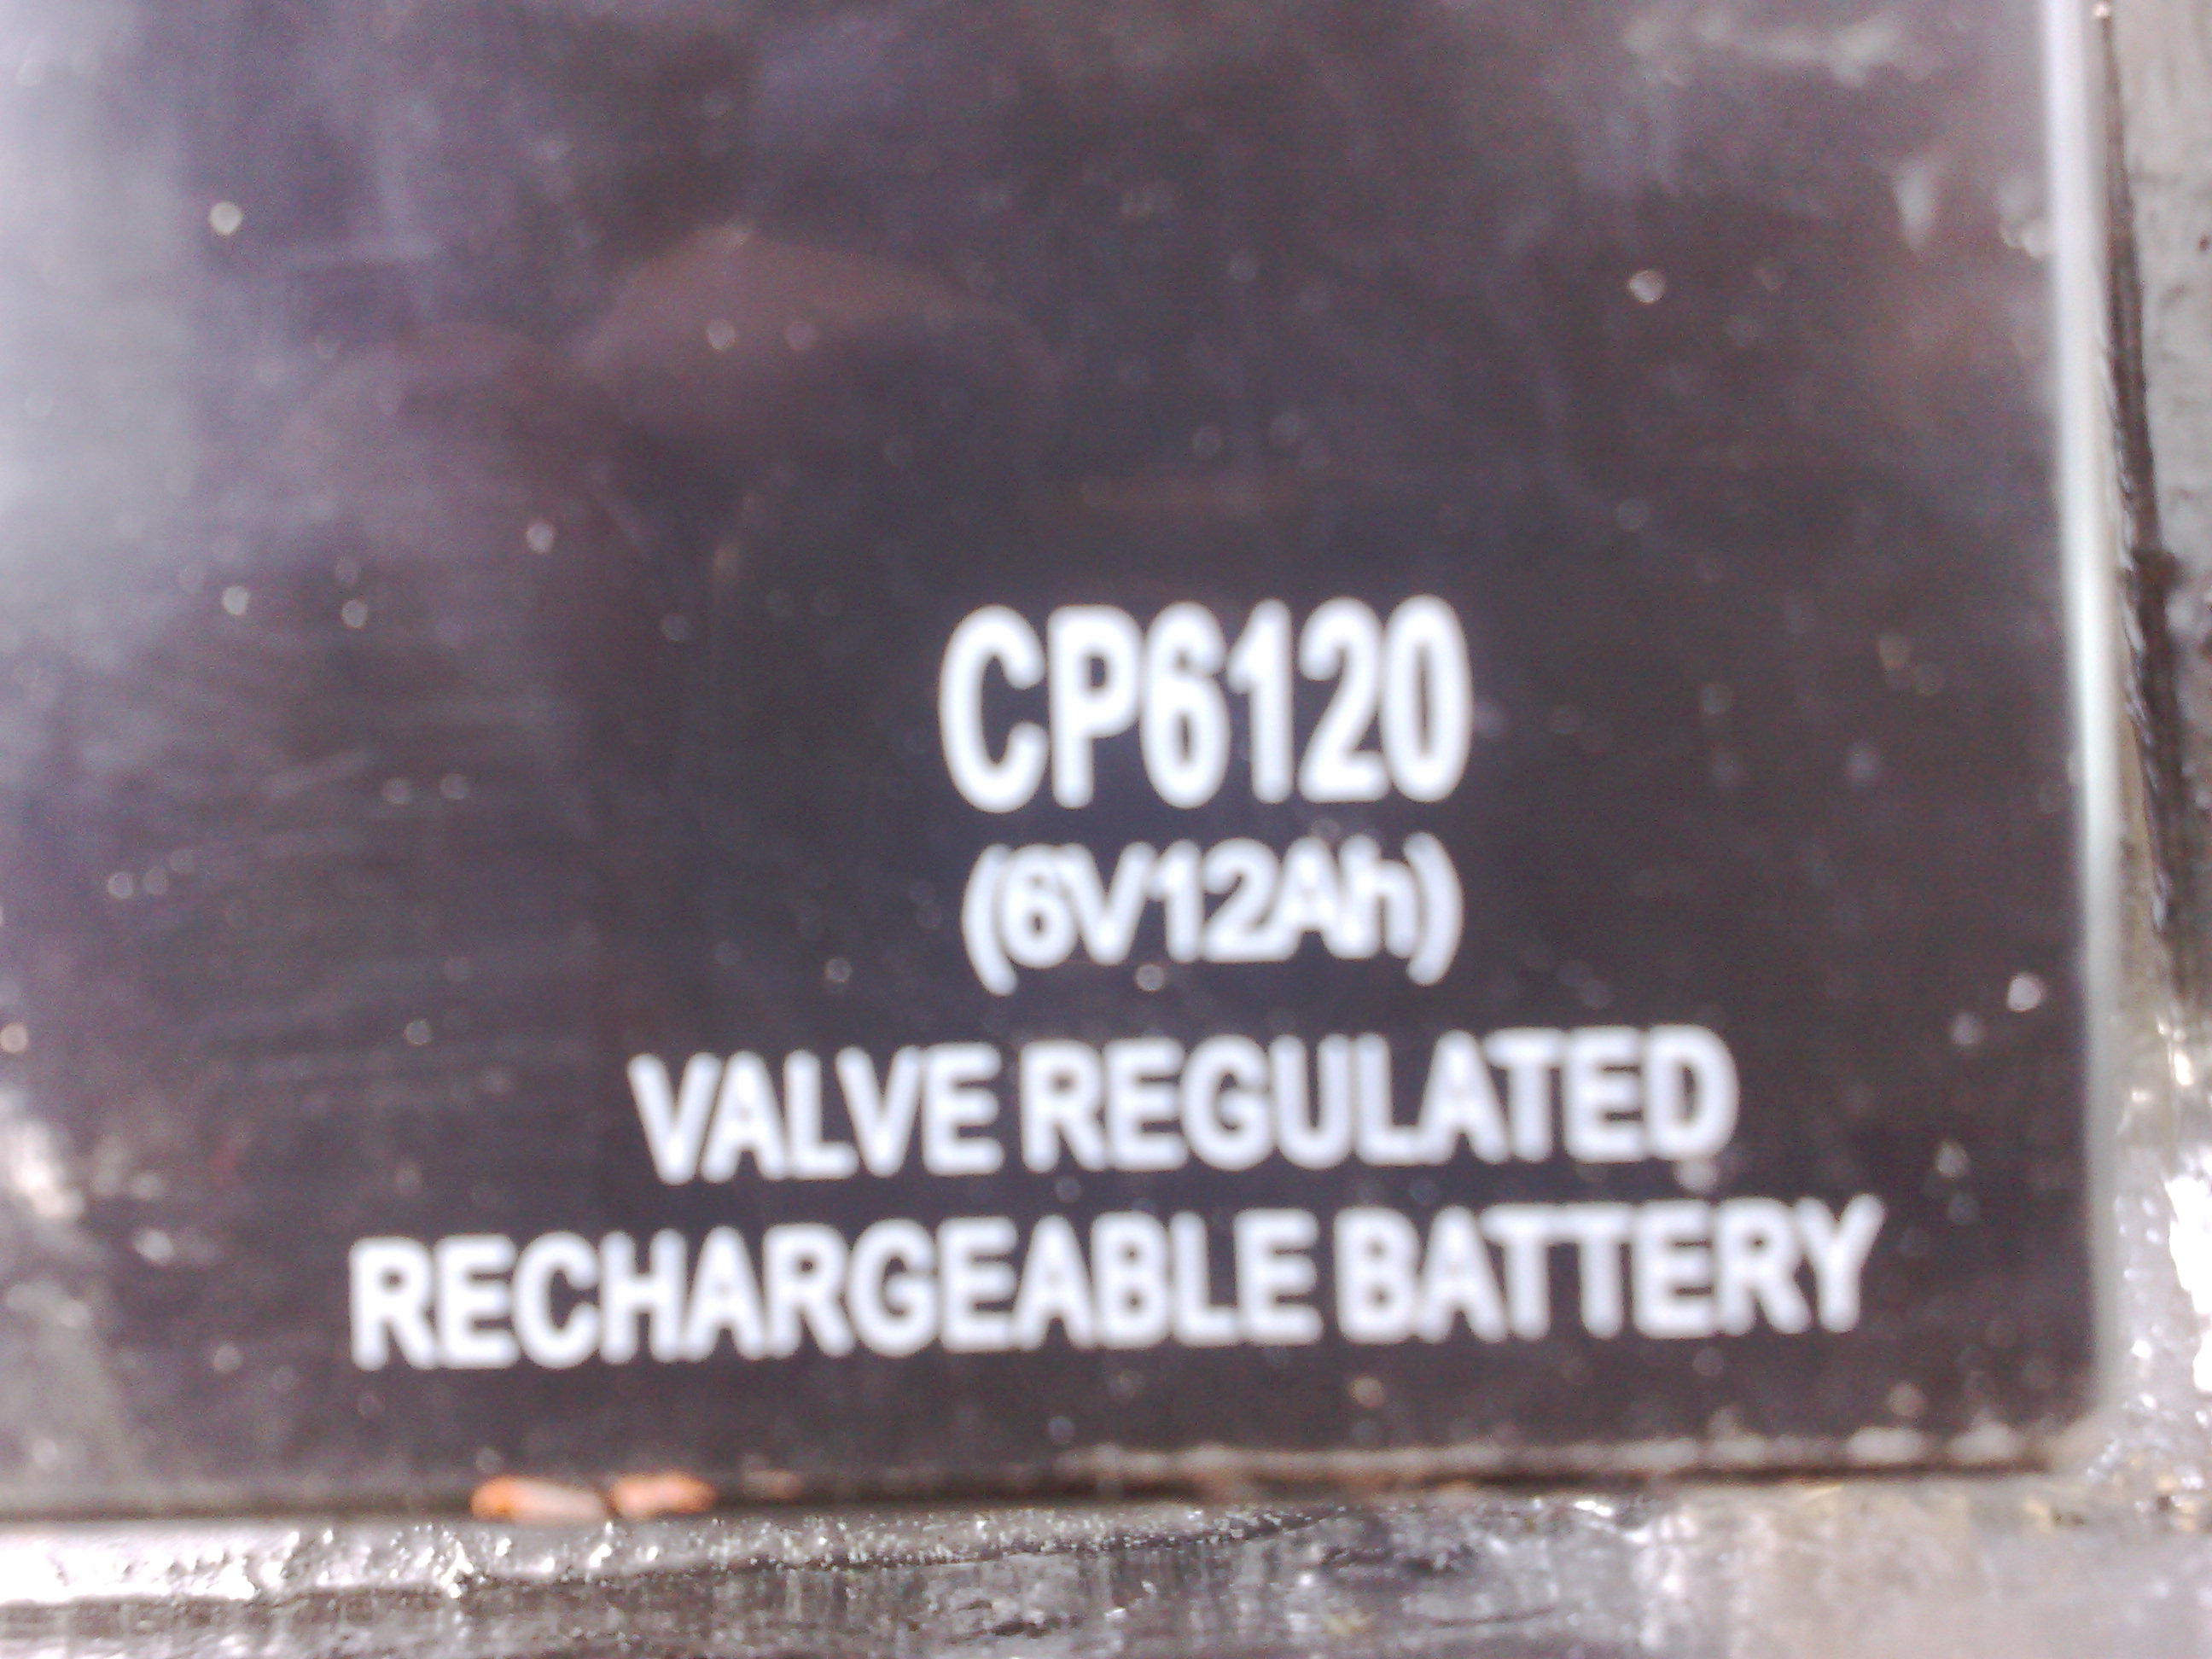 CP6120
(6V12Ah)
VALVE REGULATED
RECHARGEABLE BATTERY